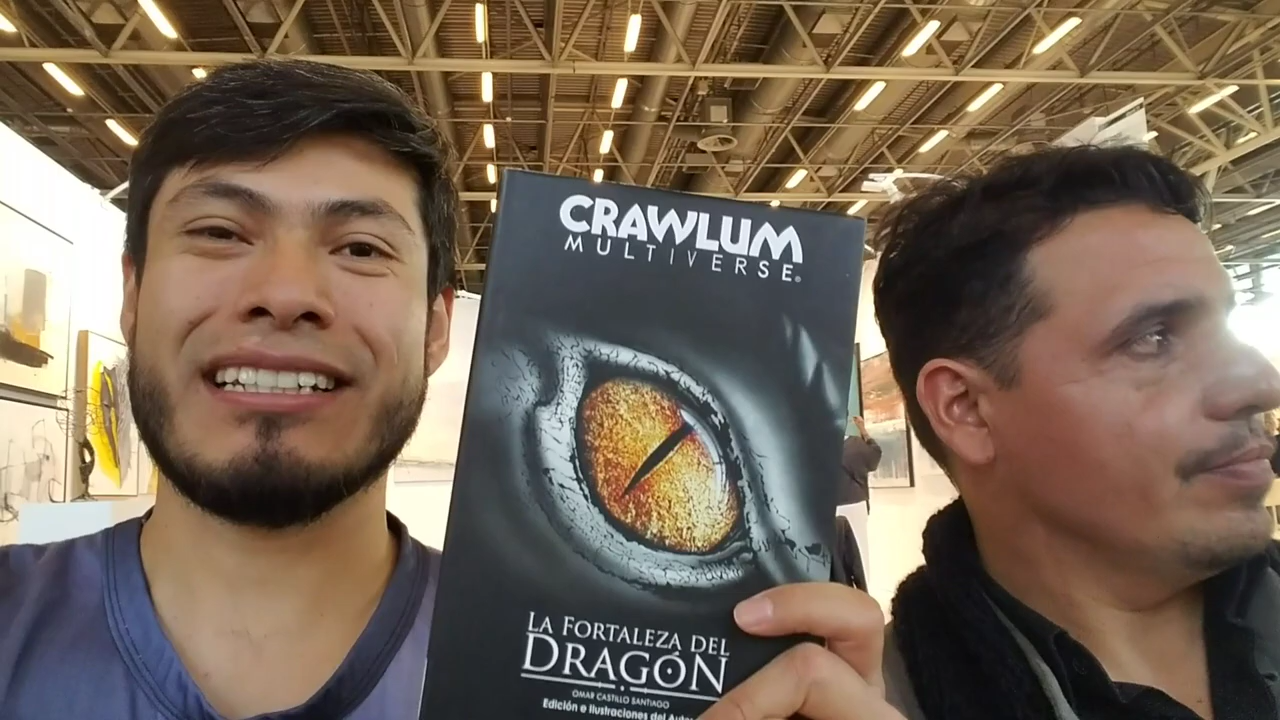 CRAWLUM
MULTIVERSE®
LA FORTALEZA DEL
DRAGÓN
OMAR CASTILLO SANTIAGO
Edición e Ilustraciones del Autor